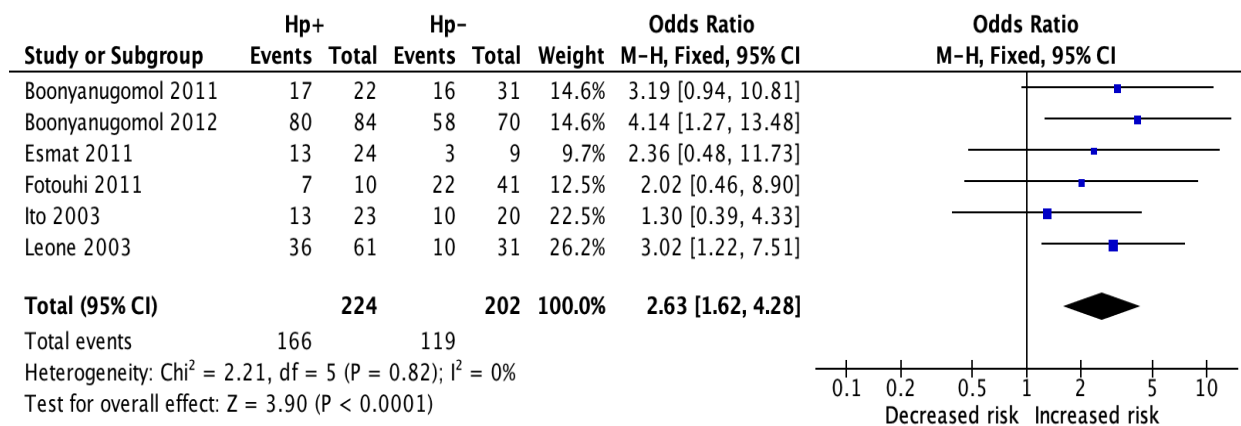 Hp+ Hp− Odds Ratio Odds Ratio
Study or Subgroup Events Total Events Total Weight M−H, Fixed, 95% CI M−H, Fixed, 95% CI
Boonyanugomol 2011 17 22 16 31 14.6% 3.19 [0.94, 10.81]
Boonyanugomol 2012 80 84 58 70 14.6% 4.14 [1.27, 13.48]
Esmat 2011 13 24 3 9 9.7% 2.36 [0.48, 11.73]
Fotouhi 2011 7 10 22 41 12.5% 2.02 [0.46, 8.90]
Ito 2003 13 23 10 20 22.5% 1.30 [0.39, 4.33]
Leone 2003 36 61 10 31 26.2% 3.02 [1.22, 7.51]
Total (95% CI) 224 202 100.0% 2.63 [1.62, 4.28]
Total events 166 119
Heterogeneity: Chi² = 2.21, df = 5 (P = 0.82); I² = 0%
Test for overall effect: Z = 3.90 (P < 0.0001)
0.1 0.2 0.5 1 2 5 10
Decreased risk Increased risk